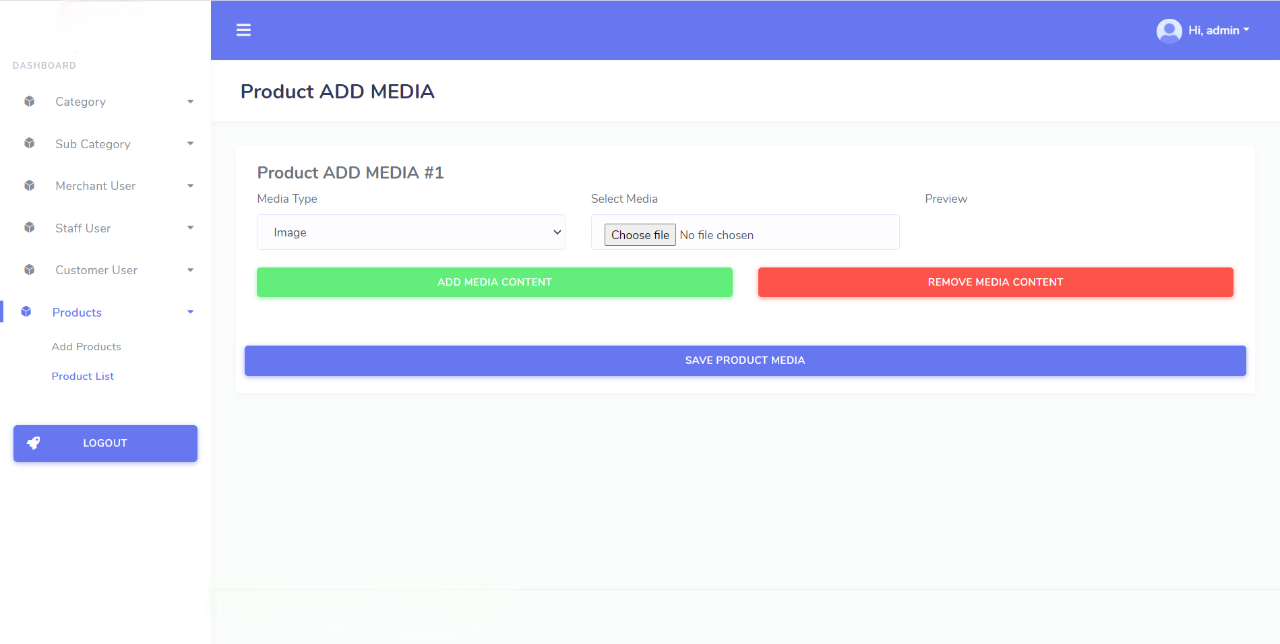 Hi, admin
DASHBOARD
Category
Sub Category
Merchant User
Staff User
Customer User
Products
Add Products
Product List
LOGOUT
Product ADD MEDIA
Product ADD MEDIA #1
Media Type
Select Media
Preview
Image
Choose file No file chosen
ADD MEDIA CONTENT
REMOVE MEDIA CONTENT
SAVE PRODUCT MEDIA